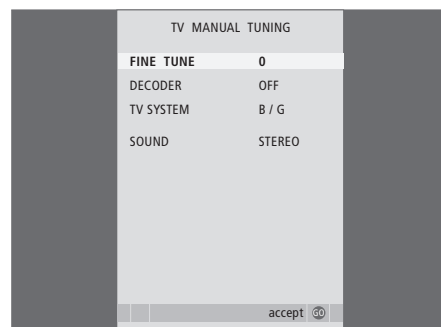 TV MANUAL TUNING
FINE TUNE 0
DECODER OFF
TV SYSTEM B / G
SOUND STEREO
accept GO